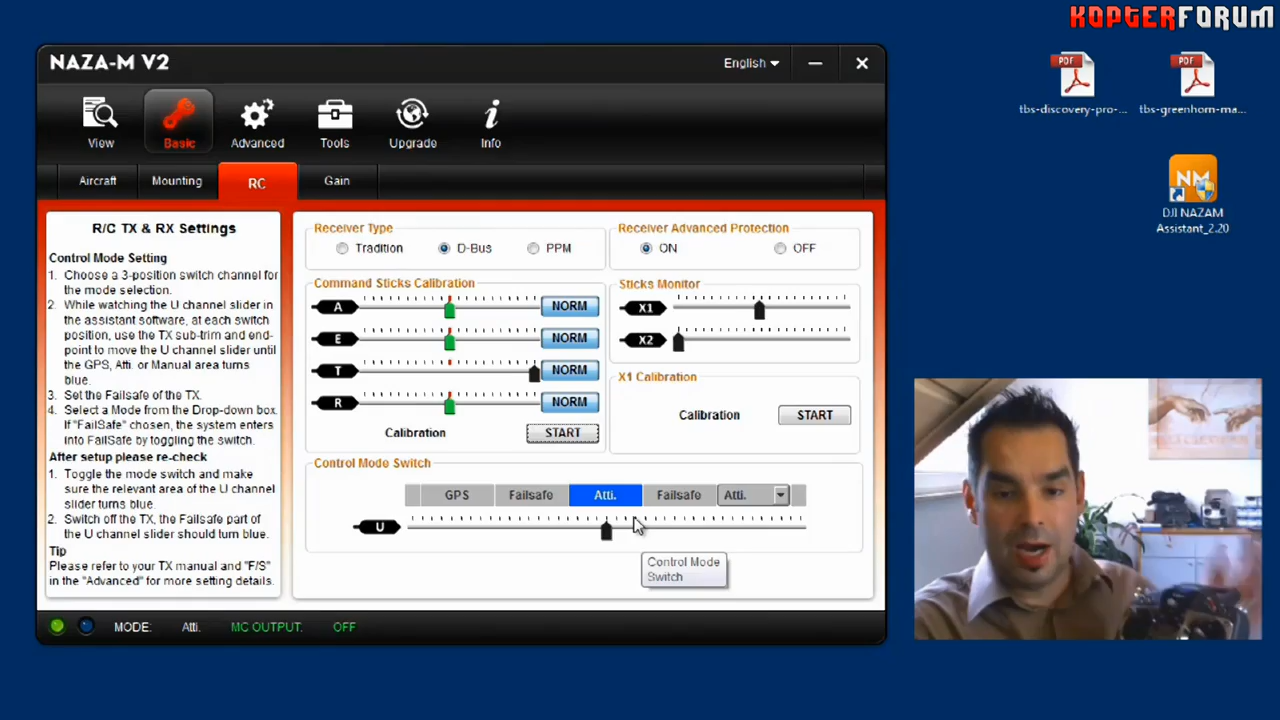 KOPTERFORUM
NAZA-M V2
English
View
Basic
Advanced
Tools
Upgrade
Info
Aircraft
Mounting
RC
Gain
R/C TX & RX Settings
Control Mode Setting
1. Choose a 3-position switch channel for
the mode selection.
2. While watching the U channel slider in
the assistant software, at each switch
position, use the TX sub-trim and end-
point to move the U channel slider until
the GPS, Atti. or Manual area turns
blue.
3. Set the Failsafe of the TX.
4. Select a Mode from the Drop-down box.
If "FailSafe" chosen, the system enters
into FailSafe by toggling the switch.
After setup please re-check
1. Toggle the mode switch and make
sure the relevant area of the U channel
slider turns blue.
2. Switch off the TX, the Failsafe part of
the U channel slider should turn blue.
Tip
Please refer to your TX manual and "F/S"
in the "Advanced" for more setting details.
Receiver Type
Tradition
D-Bus
PPM
Receiver Advanced Protection
ON
OFF
Command Sticks Calibration
A
NORM
E
NORM
T
NORM
R
NORM
Calibration
START
Sticks Monitor
X1
X2
X1 Calibration
Calibration
START
Control Mode Switch
GPS
Failsafe
Atti.
Failsafe
Atti.
U
Control Mode
Switch
MODE:
Atti.
MC OUTPUT:
OFF
PDF
tbs-discovery-pro-...
PDF
tbs-greenhorn-ma...
NM
DJI NAZAM
Assistant_2.20